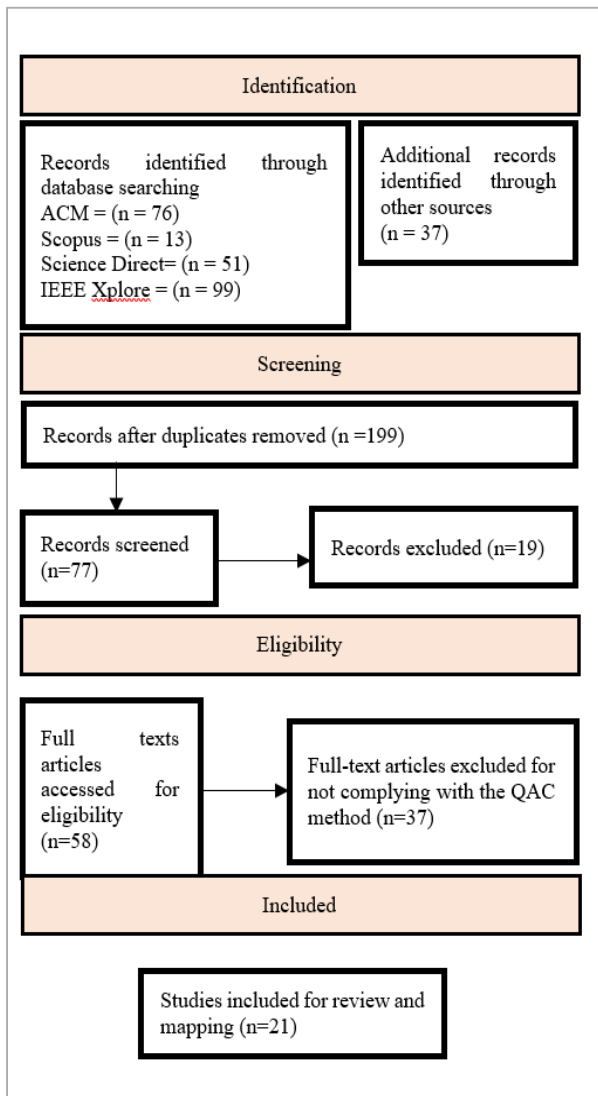 Identification
Records identified through
database searching
ACM = (n = 76)
Scopus = (n = 13)
Science Direct= (n = 51)
IEEE Xplore = (n = 99)
Additional records
identified through
other sources
(n = 37)
Screening
Records after duplicates removed (n =199)
Records screened
(n=77)
Records excluded (n=19)
Eligibility
Full texts
articles
accessed for
eligibility
(n=58)
Full-text articles excluded for
not complying with the QAC
method (n=37)
Included
Studies included for review and
mapping (n=21)